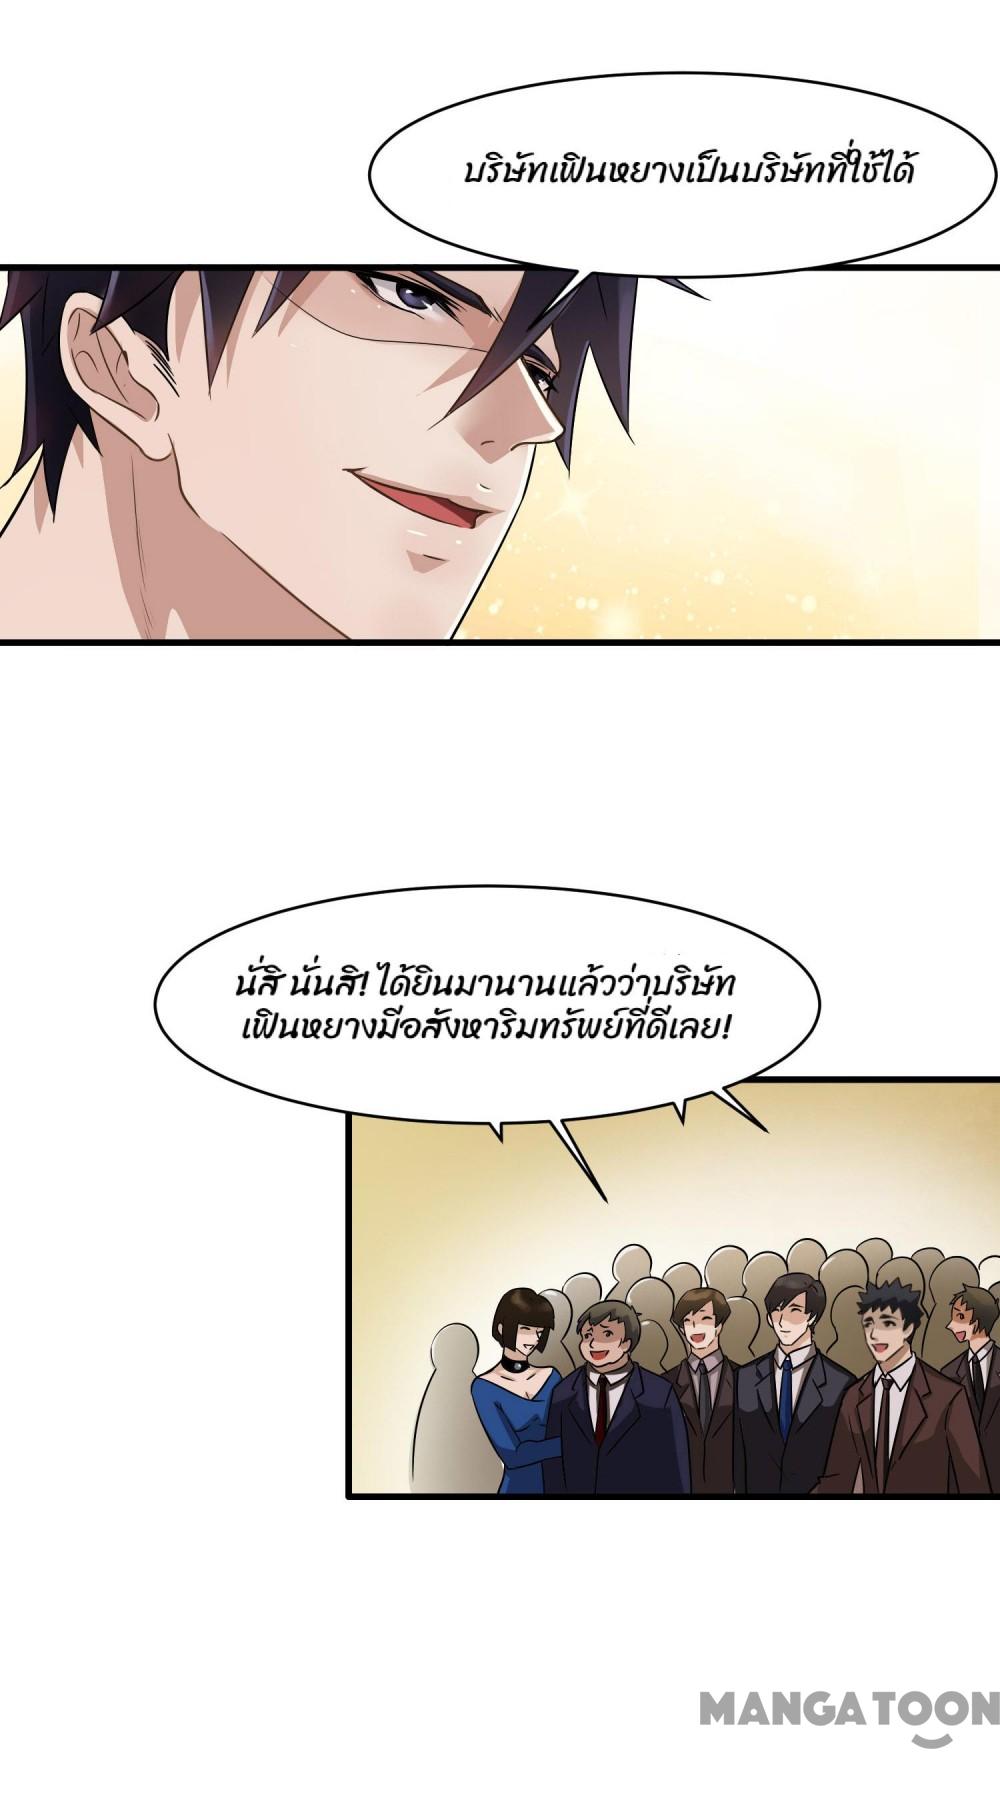 บริษัทเฟินหยางเป็นบริษัทที่ใช้ได้
นั่สิ นั่นสิ! ได้ยินมานานแล้วว่าบริษัท
เฟินหยางมีอสังหาริมทรัพย์ที่ดีเลย!
MANGATOON